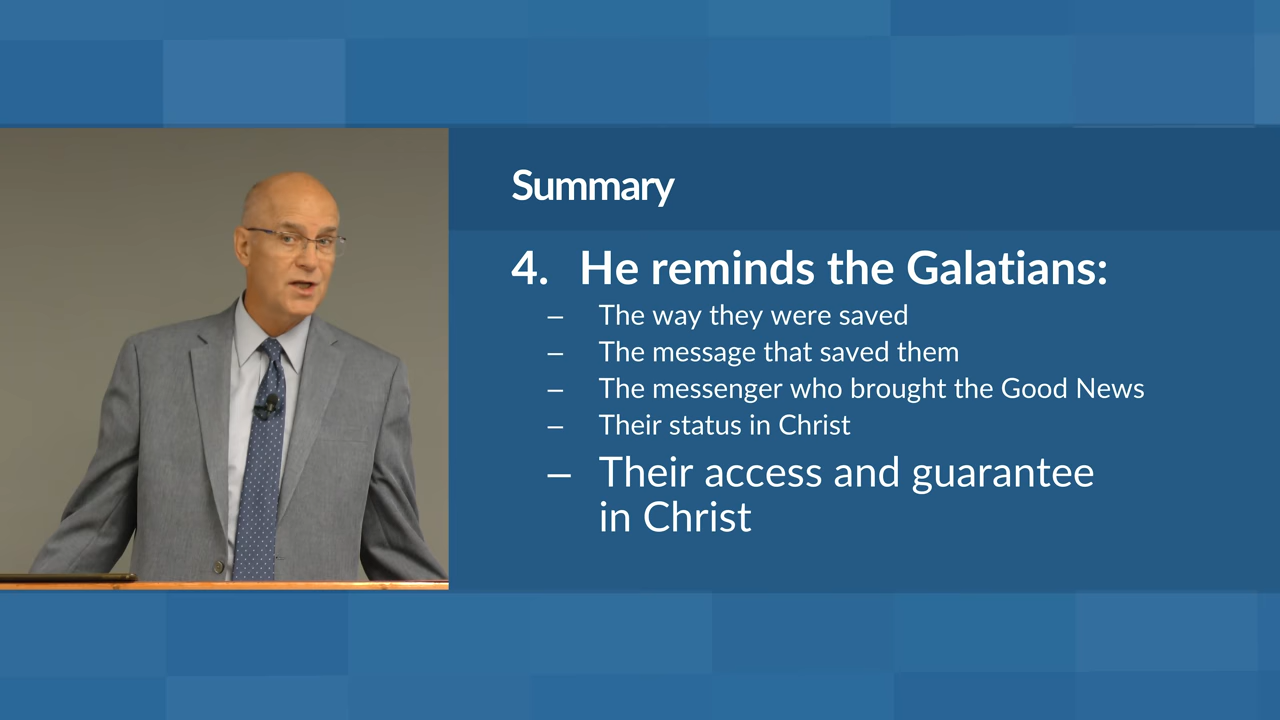 Summary
4. He reminds the Galatians:
– The way they were saved
– The message that saved them
– The messenger who brought the Good News
– Their status in Christ
– Their access and guarantee
in Christ